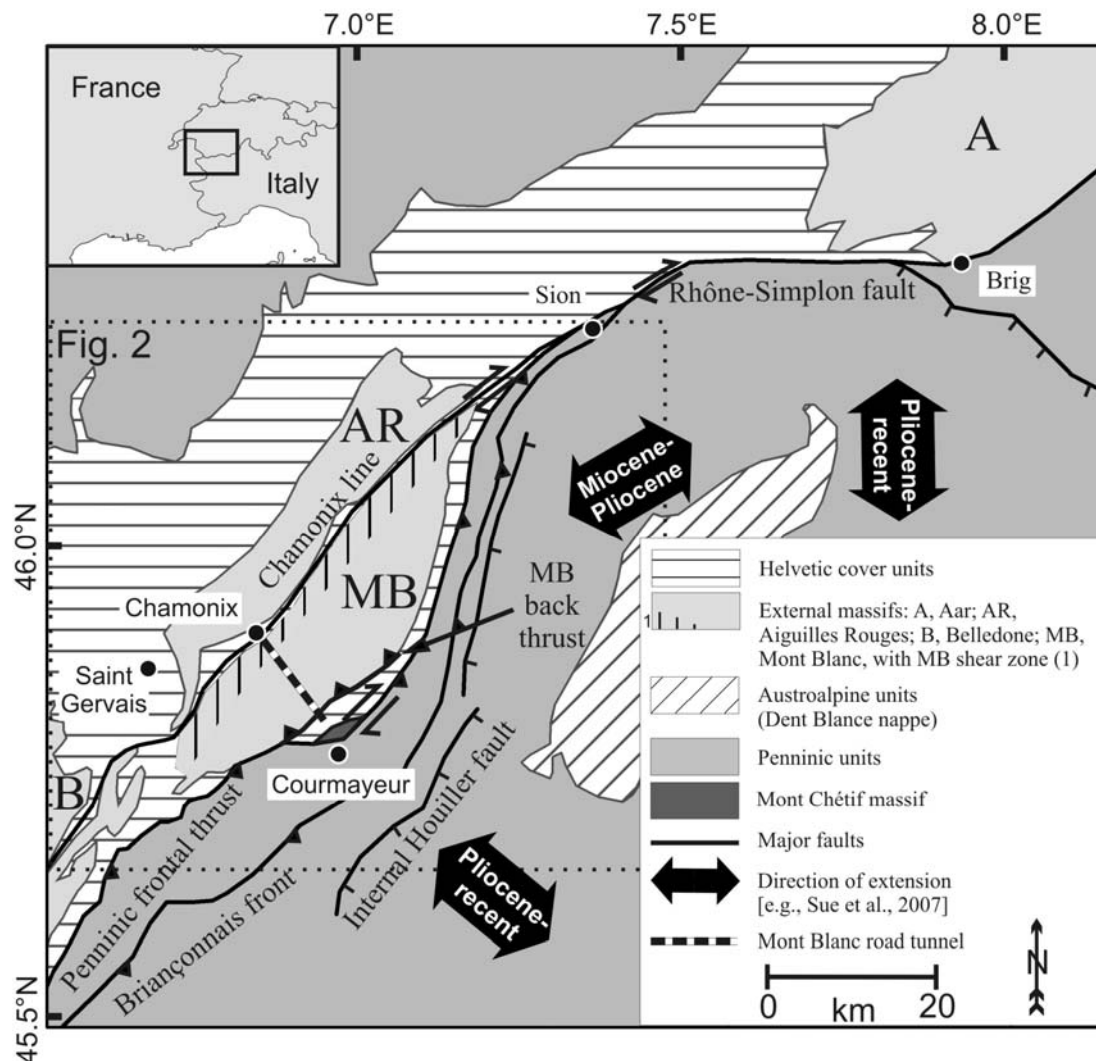 7.0°E
7.5°E
8.0°E
France
Italy
A
Brig
Rhône-Simplon fault
Sion
Fig. 2
AR
Chamonix line
Miocene-
Pliocene
Pliocene-
recent
46.0°N
MB
Chamonix
MB
back
thrust
Saint
Gervais
Courmayeur
B
Penninic frontal thrust
Briançonnais front
Internal Houiller fault
Pliocene-
recent
45.5°N
Helvetic cover units
1
External massifs: A, Aar; AR,
Aiguilles Rouges; B, Belledone; MB,
Mont Blanc, with MB shear zone (1)
Austroalpine units
(Dent Blance nappe)
Penninic units
Mont Chétif massif
Major faults
Direction of extension
[e.g., Sue et al., 2007]
Mont Blanc road tunnel
0
20
km
N